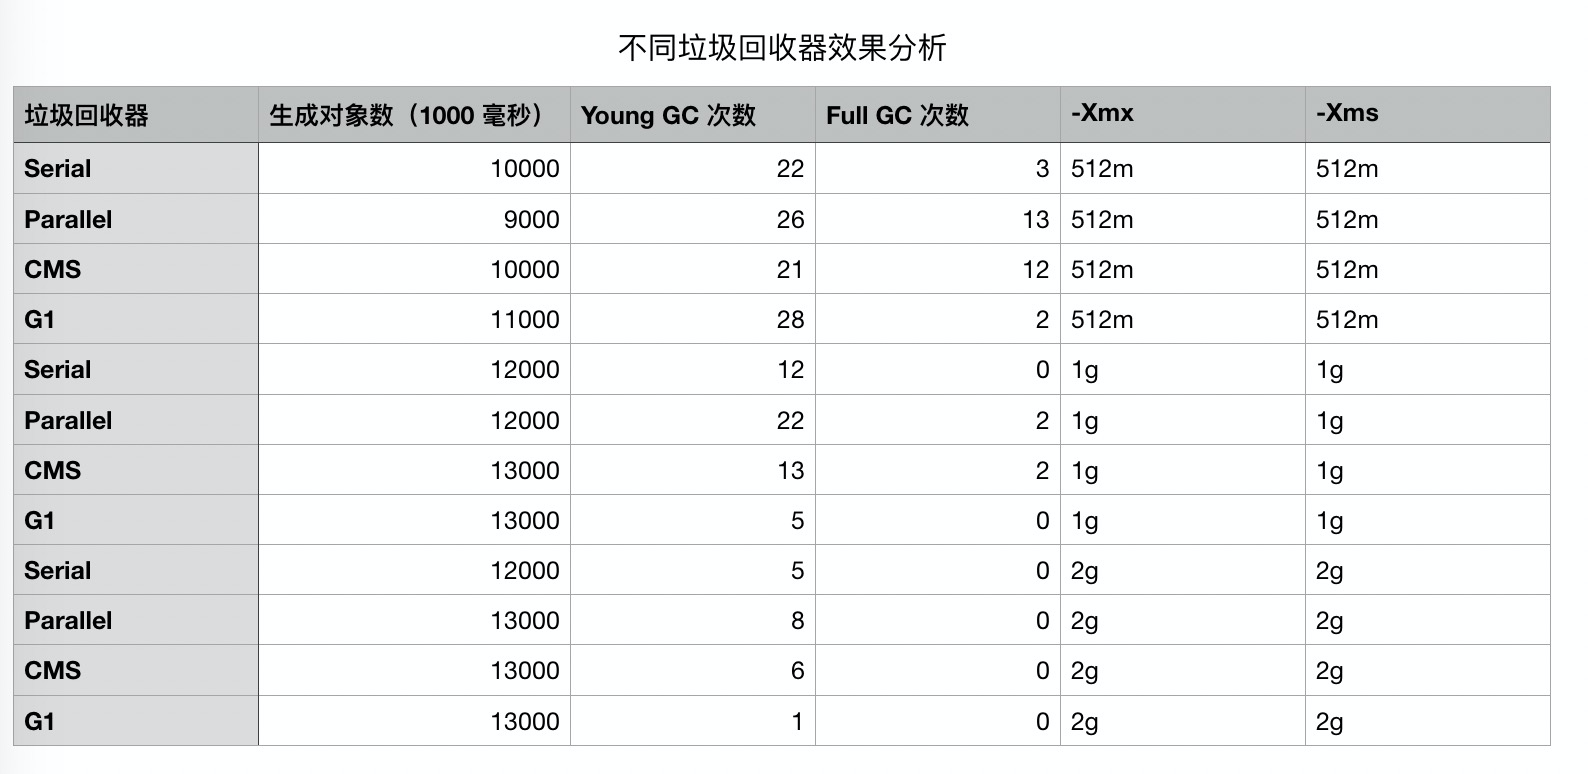 不同垃圾回收器效果分析
垃圾回收器 生成对象数（1000 毫秒） Young GC 次数 Full GC 次数 -Xmx -Xms
Serial 10000 22 3 512m 512m
Parallel 9000 26 13 512m 512m
CMS 10000 21 12 512m 512m
G1 11000 28 2 512m 512m
Serial 12000 12 0 1g 1g
Parallel 12000 22 2 1g 1g
CMS 13000 13 2 1g 1g
G1 13000 5 0 1g 1g
Serial 12000 5 0 2g 2g
Parallel 13000 8 0 2g 2g
CMS 13000 6 0 2g 2g
G1 13000 1 0 2g 2g